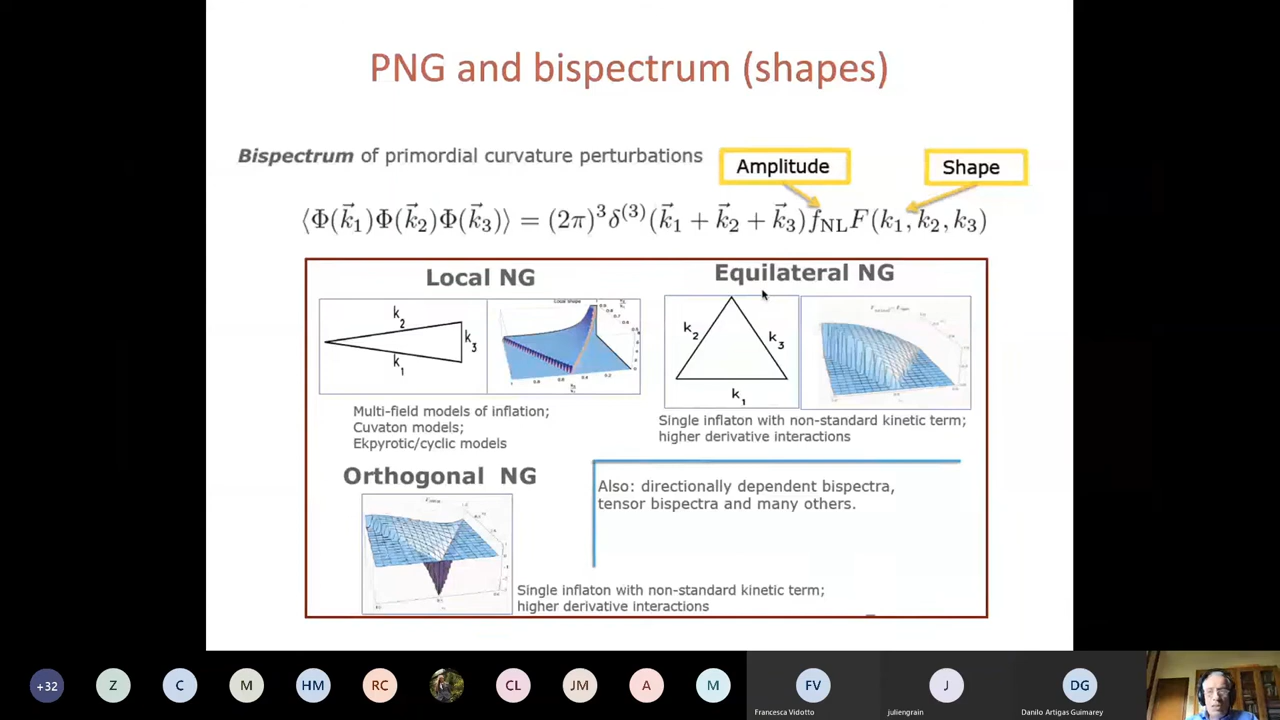 PNG and bispectrum (shapes)
Bispectrum of primordial curvature perturbations
Amplitude
Shape
⟨Φ(k⃗₁)Φ(k⃗₂)Φ(k⃗₃)⟩ = (2π)³δ⁽³⁾(k⃗₁ + k⃗₂ + k⃗₃)f_NL F(k₁, k₂, k₃)
Local NG
Equilateral NG
k₂
k₃
k₁
Local shape
k₂
k₃
k₁
Multi-field models of inflation;
Cuvaton models;
Ekpyrotic/cyclic models
Single inflaton with non-standard kinetic term;
higher derivative interactions
Orthogonal NG
Also: directionally dependent bispectra,
tensor bispectra and many others.
Single inflaton with non-standard kinetic term;
higher derivative interactions
+32
Z
C
M
HM
RC
CL
JM
A
M
FV
J
DG
Francesca Vidotto
juliengrain
Danilo Artigas Guimarey